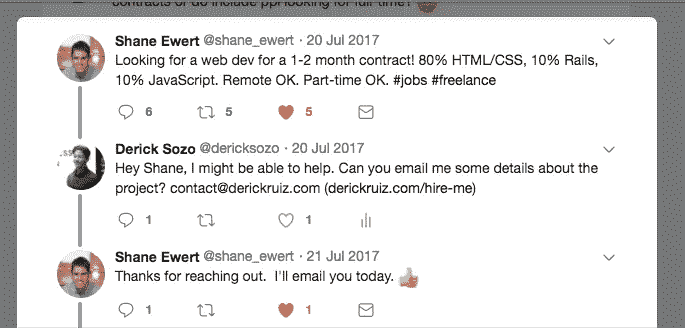 contracts or do include ppl looking for full time?
Shane Ewert @shane_ewert · 20 Jul 2017
Looking for a web dev for a 1-2 month contract! 80% HTML/CSS, 10% Rails,
10% JavaScript. Remote OK. Part-time OK. #jobs #freelance
6 5 5
Derick Sozo @dericksozo · 20 Jul 2017
Hey Shane, I might be able to help. Can you email me some details about the
project? contact@derickruiz.com (derickruiz.com/hire-me)
1 1
Shane Ewert @shane_ewert · 21 Jul 2017
Thanks for reaching out. I'll email you today.
1 1